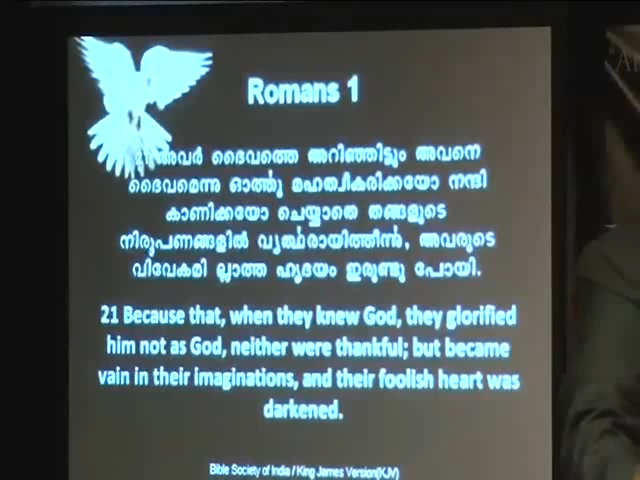 Romans 1
21 അവർ ദൈവത്തെ അറിഞ്ഞിട്ടും അവനെ
ദൈവമെന്നു ഓർത്തു മഹത്വീകരിക്കയോ നന്ദി
കാണിക്കയോ ചെയ്യാതെ തങ്ങളുടെ
നിരൂപണങ്ങളിൽ വ്യർത്ഥരായിത്തീർന്നു, അവരുടെ
വിവേകമി ല്ലാത്ത ഹൃദയം ഇരുണ്ടു പോയി.
21 Because that, when they knew God, they glorified
him not as God, neither were thankful; but became
vain in their imaginations, and their foolish heart was
darkened.
Bible Society of India / King James Version(KJV)